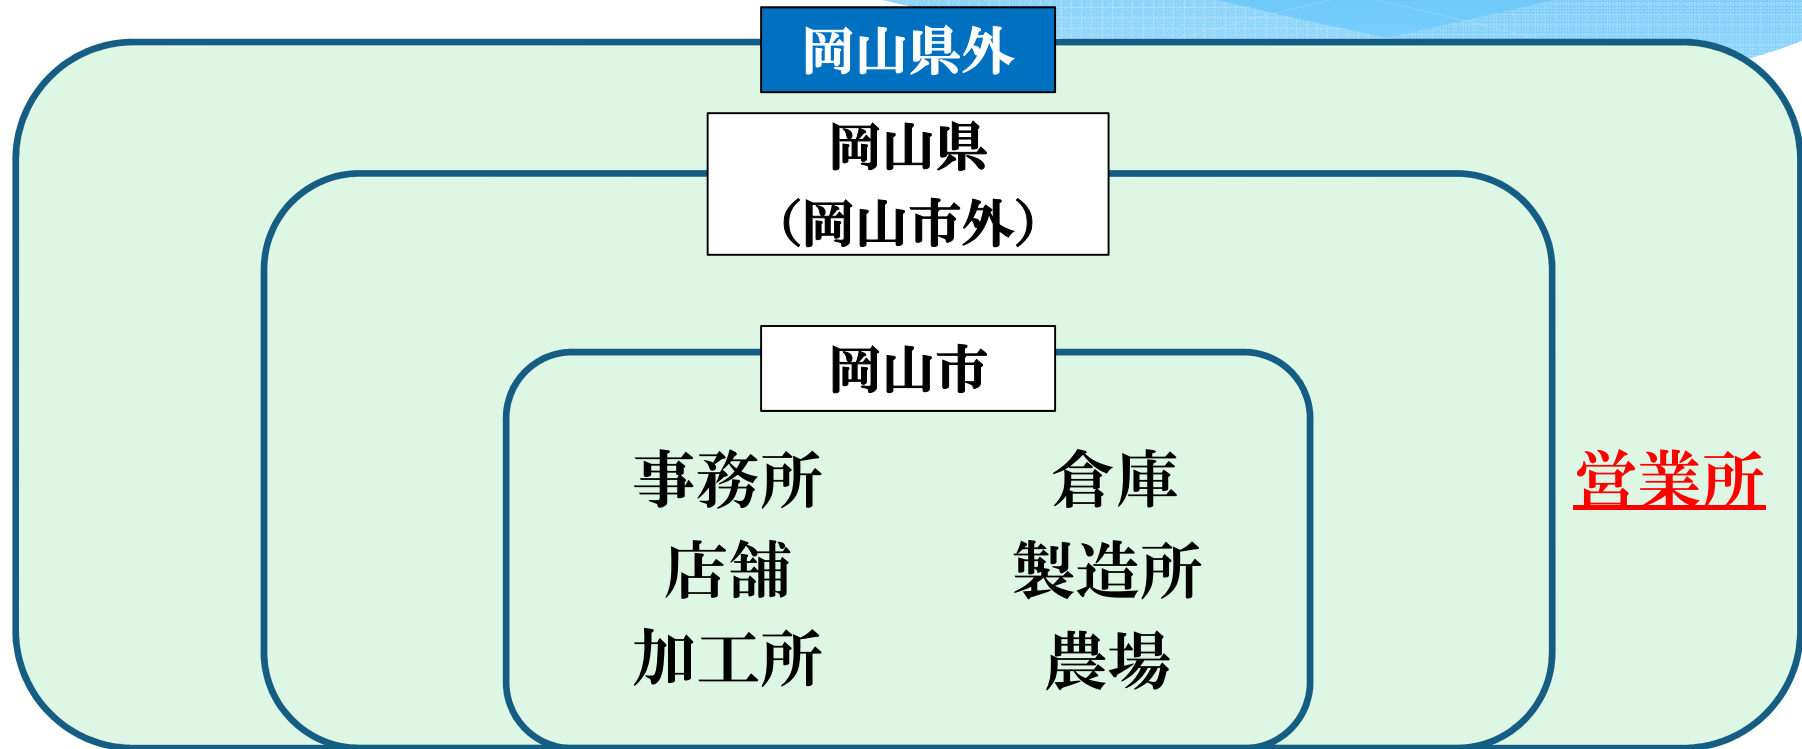 岡山県外
岡山県
（岡山市外）
岡山市
事務所
倉庫
営業所
店舗
製造所
加工所
農場